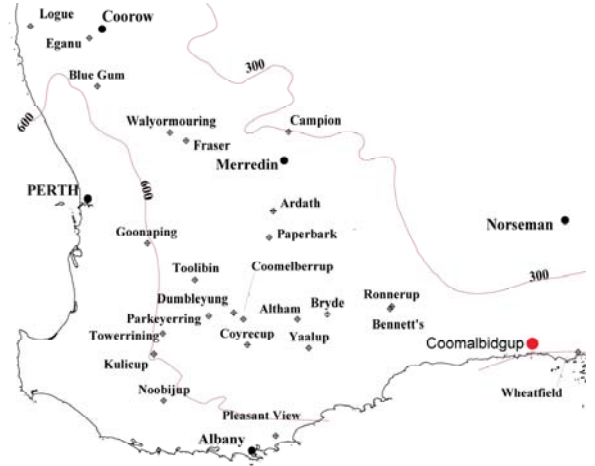 Logue
Coorow
Eganu
300
Blue Gum
600
Walyormouring
Campion
Fraser
Merredin
600
PERTH
Ardath
Norseman
Goonaping
Paperbark
Toolibin
Coomelberrup
300
Ronnerup
Dumbleyung
Altham
Bryde
Parkeyerring
Bennett's
Towerrining
Coyrecup
Yaalup
Coomalbidgup
Kulicup
Noobijup
Wheatfield
Pleasant View
Albany